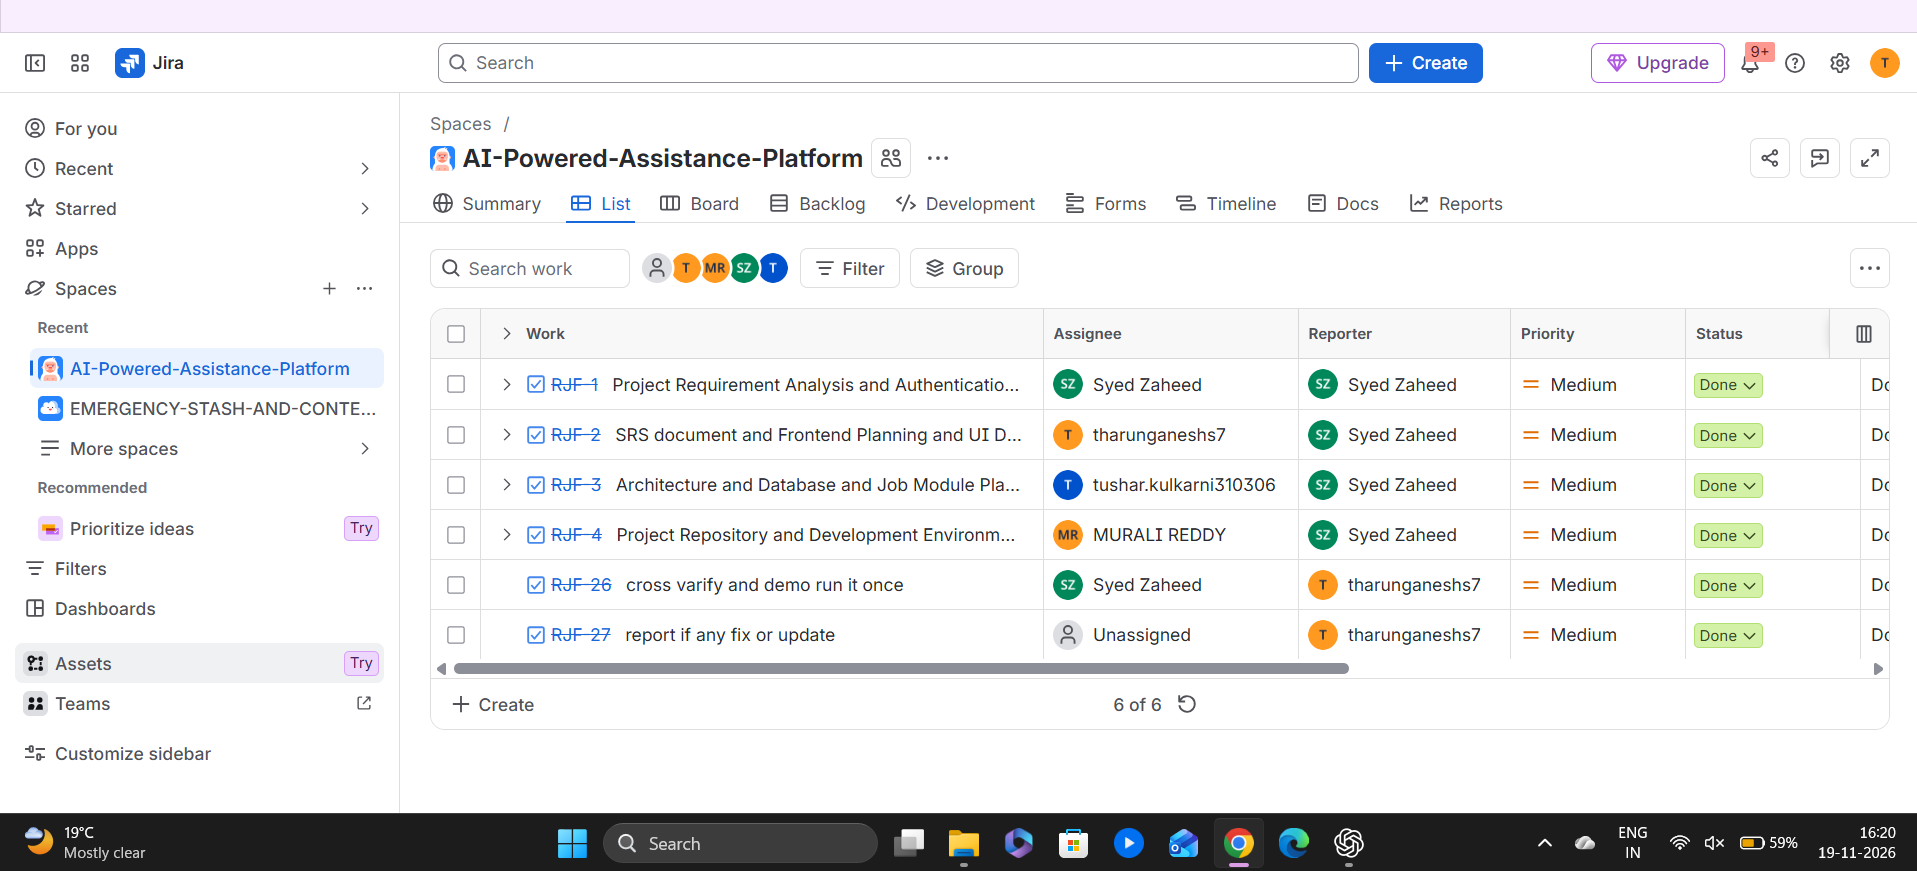 Jira
Search
Create
Upgrade
9+
T
For you
Recent
Starred
Apps
Spaces
Recent
AI-Powered-Assistance-Platform
EMERGENCY-STASH-AND-CONTE...
More spaces
Recommended
Prioritize ideas Try
Filters
Dashboards
Assets Try
Teams
Customize sidebar
Spaces /
AI-Powered-Assistance-Platform
Summary List Board Backlog Development Forms Timeline Docs Reports
Search work T MR SZ T Filter Group
Work Assignee Reporter Priority Status
RJF-1 Project Requirement Analysis and Authenticatio... SZ Syed Zaheed SZ Syed Zaheed Medium Done Do
RJF-2 SRS document and Frontend Planning and UI D... T tharunganeshs7 SZ Syed Zaheed Medium Done Do
RJF-3 Architecture and Database and Job Module Pla... T tushar.kulkarni310306 SZ Syed Zaheed Medium Done Do
RJF-4 Project Repository and Development Environm... MR MURALI REDDY SZ Syed Zaheed Medium Done Do
RJF-26 cross varify and demo run it once SZ Syed Zaheed T tharunganeshs7 Medium Done Do
RJF-27 report if any fix or update Unassigned T tharunganeshs7 Medium Done Do
Create 6 of 6
19°C
Mostly clear
Search
ENG
IN
59%
16:20
19-11-2026